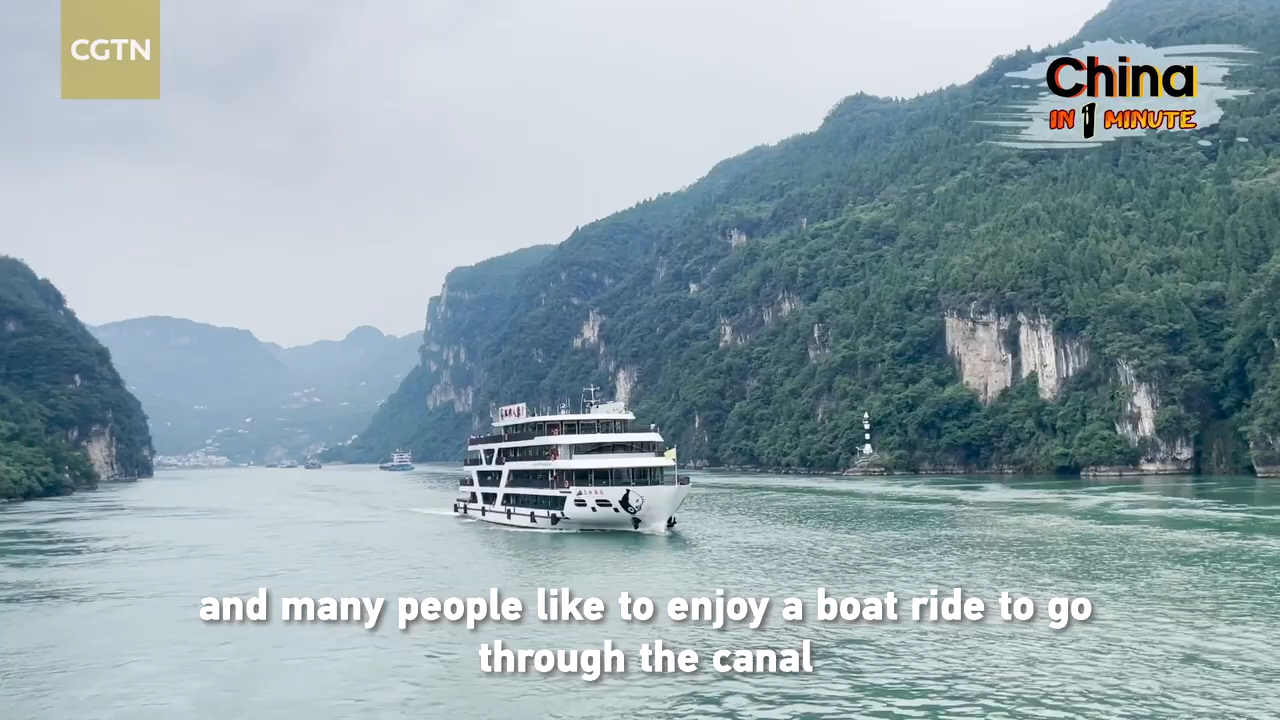 CGTN
China
IN 1 MINUTE
and many people like to enjoy a boat ride to go
through the canal